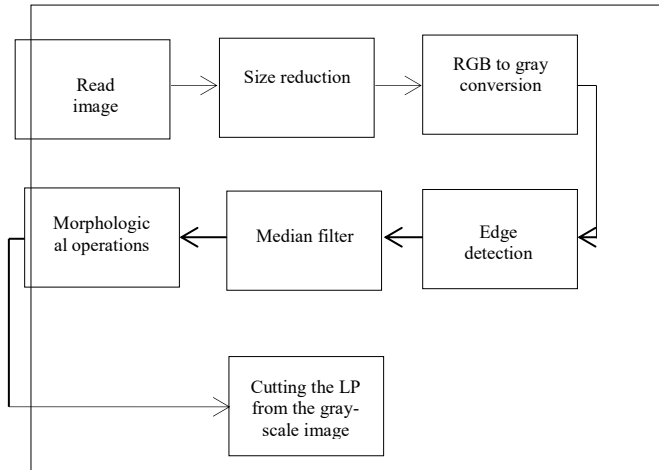 Read
image
Size reduction
RGB to gray
conversion
Morphologic
al operations
Median filter
Edge
detection
Cutting the LP
from the gray-
scale image